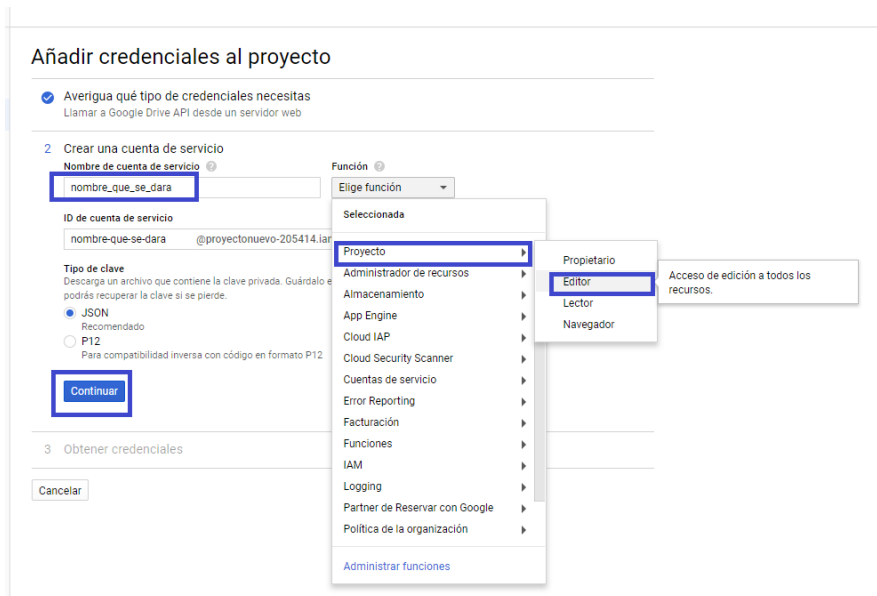 Añadir credenciales al proyecto
Averigua qué tipo de credenciales necesitas
Llamar a Google Drive API desde un servidor web
2 Crear una cuenta de servicio
Nombre de cuenta de servicio
nombre_que_se_dara
Función
Elige función
ID de cuenta de servicio
nombre-que-se-dara @proyectonuevo-205414.iam
Tipo de clave
Descarga un archivo que contiene la clave privada. Guárdalo
podrás recuperar la clave si se pierde.
JSON
Recomendado
P12
Para compatibilidad inversa con código en formato P12
Continuar
3 Obtener credenciales
Cancelar
Seleccionada
Proyecto
Administrador de recursos
Almacenamiento
App Engine
Cloud IAP
Cloud Security Scanner
Cuentas de servicio
Error Reporting
Facturación
Funciones
IAM
Logging
Partner de Reservar con Google
Política de la organización
Administrar funciones
Propietario
Editor
Lector
Navegador
Acceso de edición a todos los
recursos.